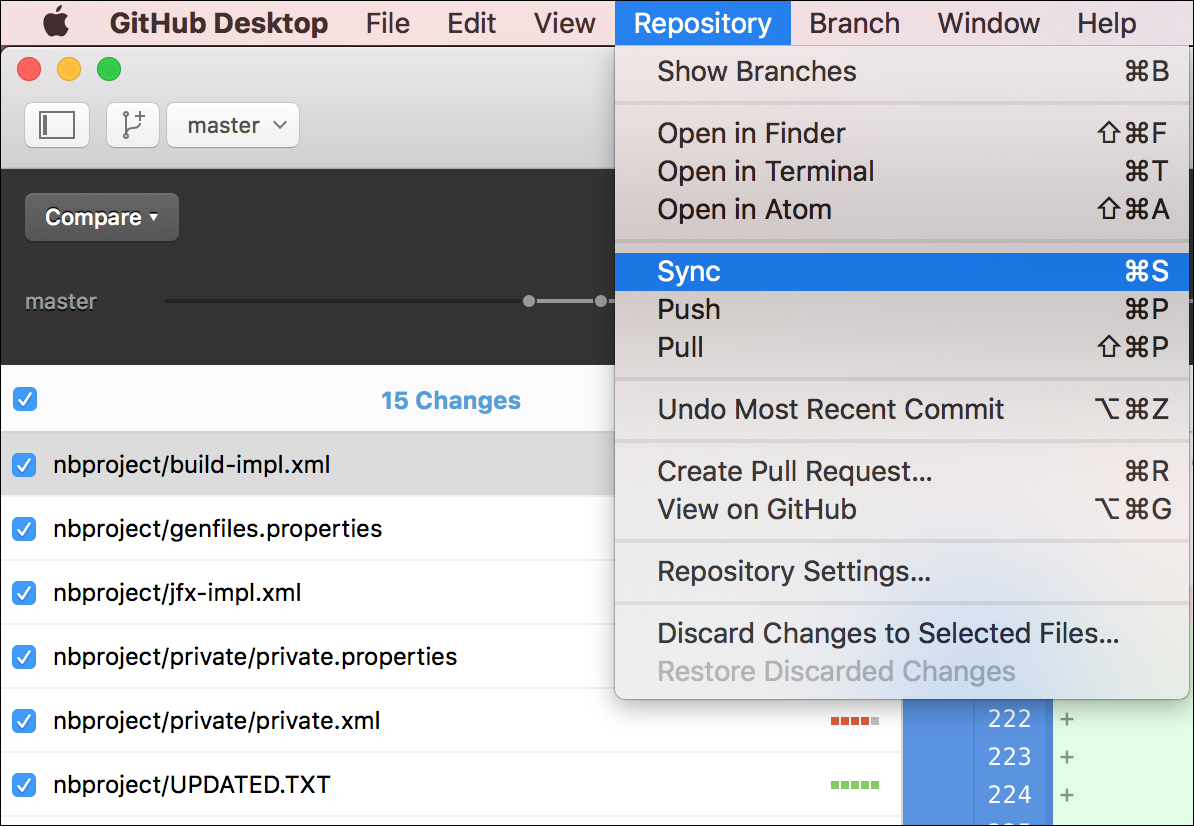 GitHub Desktop File Edit View Repository Branch Window Help
Show Branches ⌘B
Open in Finder ⇧⌘F
Open in Terminal ⌘T
Open in Atom ⇧⌘A
Sync ⌘S
Push ⌘P
Pull ⇧⌘P
Undo Most Recent Commit ⌥⌘Z
Create Pull Request... ⌘R
View on GitHub ⌥⌘G
Repository Settings...
Discard Changes to Selected Files...
Restore Discarded Changes
master
Compare ▾
master
15 Changes
nbproject/build-impl.xml
nbproject/genfiles.properties
nbproject/jfx-impl.xml
nbproject/private/private.properties
nbproject/private/private.xml
nbproject/UPDATED.TXT
222 +
223 +
224 +